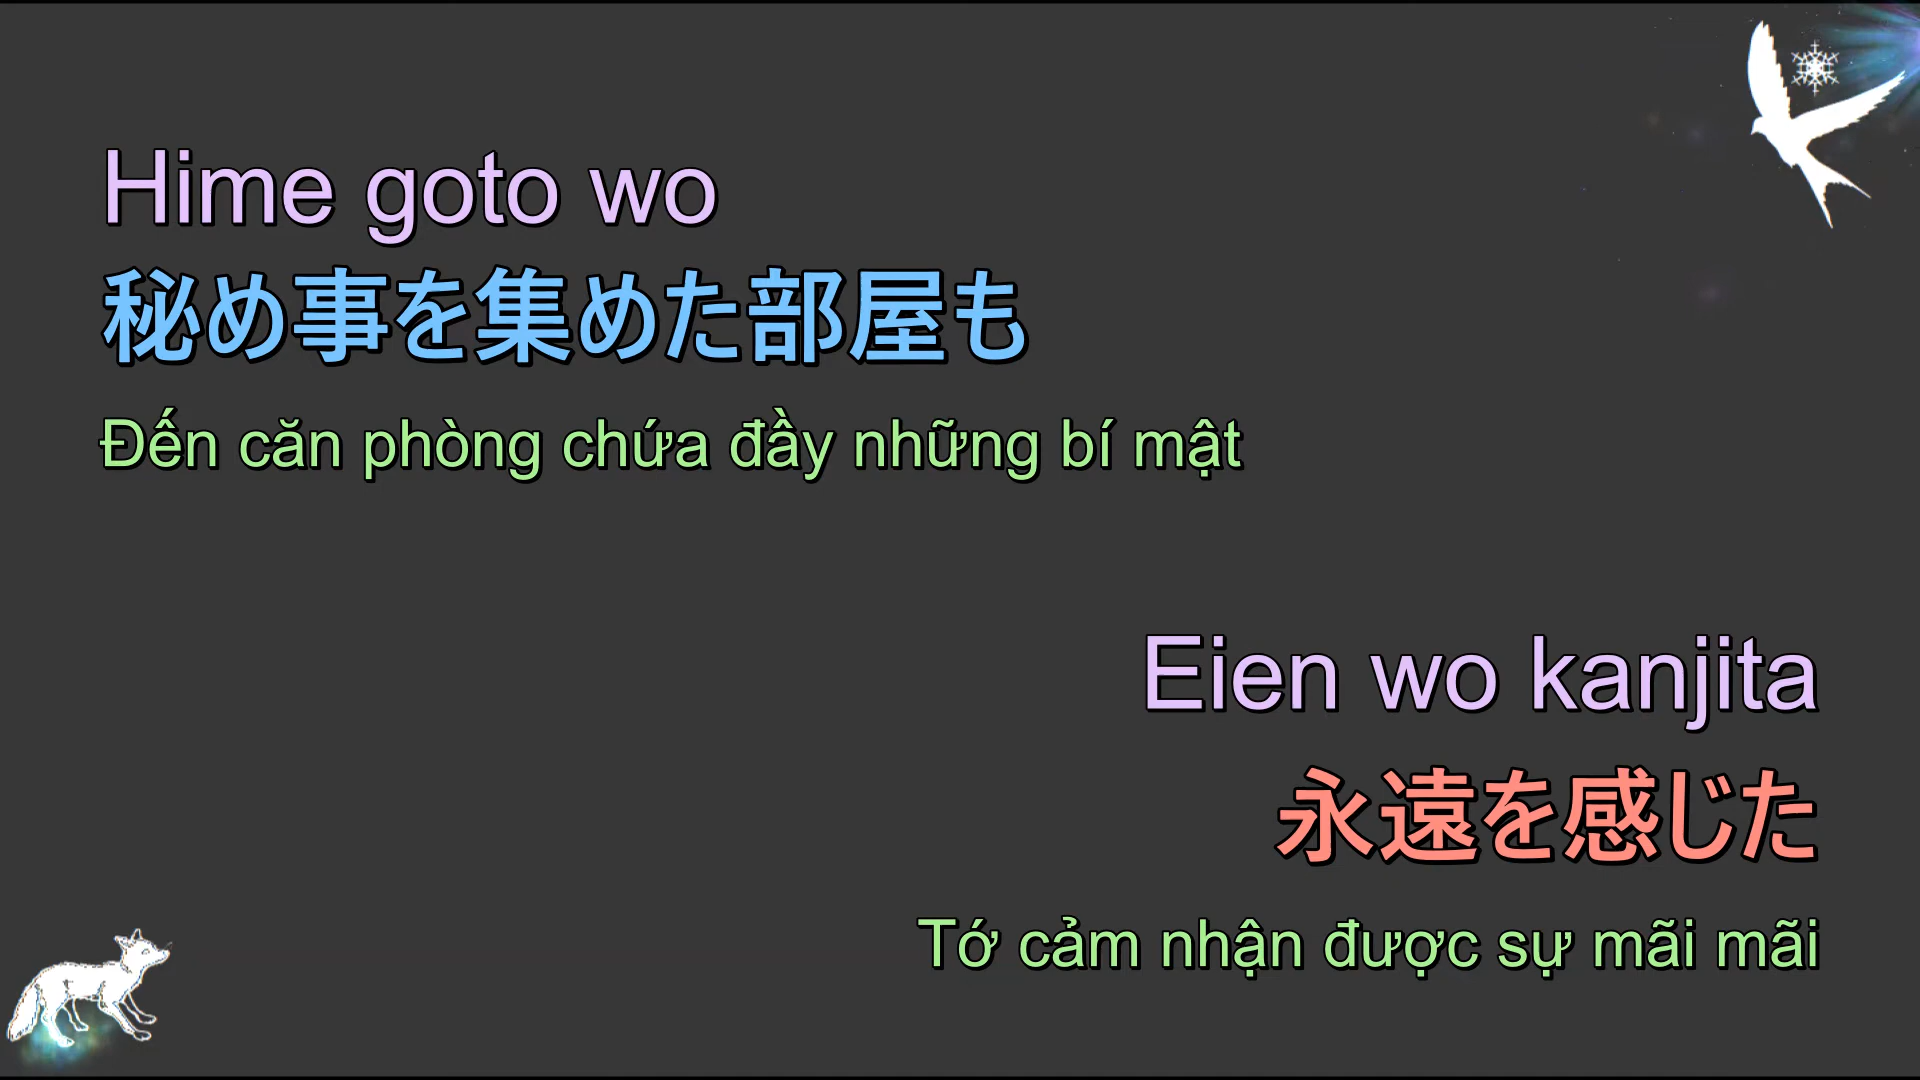 Hime goto wo
秘め事を集めた部屋も
Đến căn phòng chứa đầy những bí mật
Eien wo kanjita
永遠を感じた
Tớ cảm nhận được sự mãi mãi